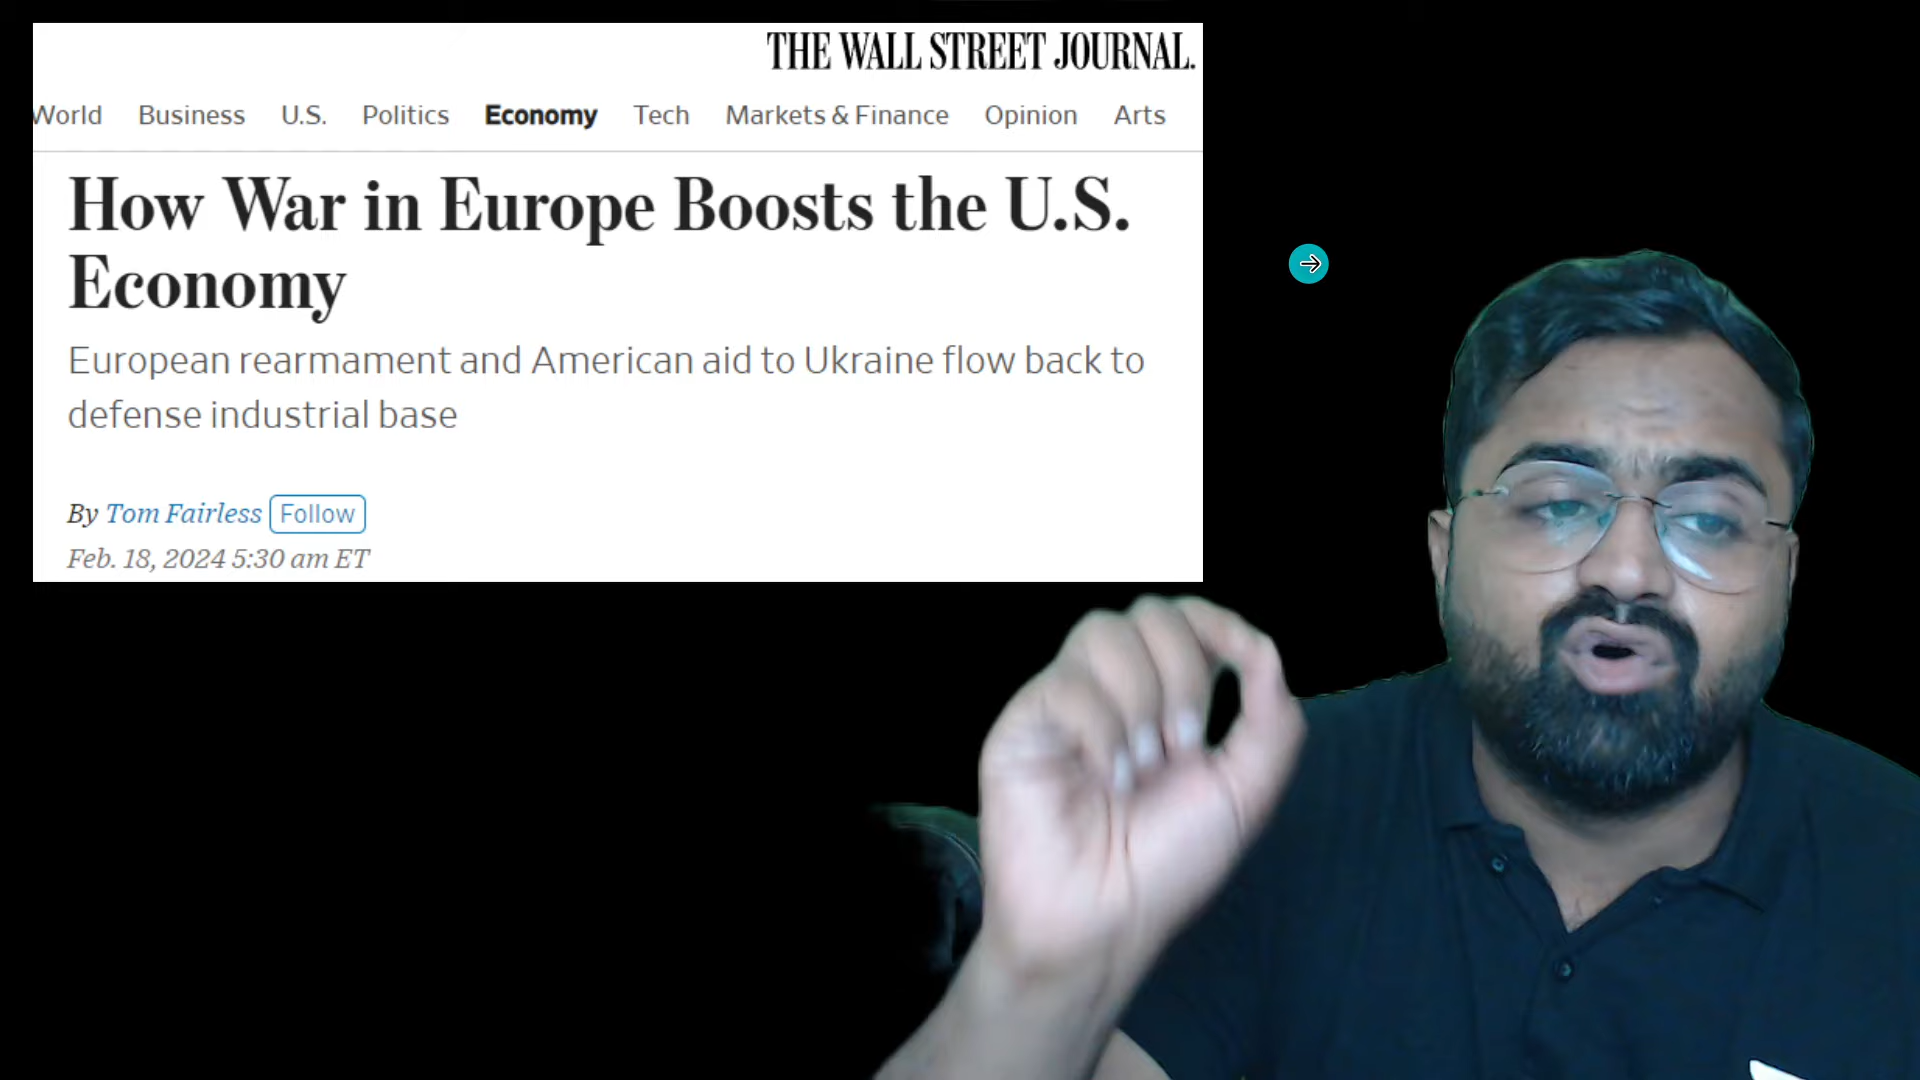 THE WALL STREET JOURNAL.
World Business U.S. Politics Economy Tech Markets & Finance Opinion Arts
How War in Europe Boosts the U.S.
Economy
European rearmament and American aid to Ukraine flow back to
defense industrial base
By Tom Fairless Follow
Feb. 18, 2024 5:30 am ET